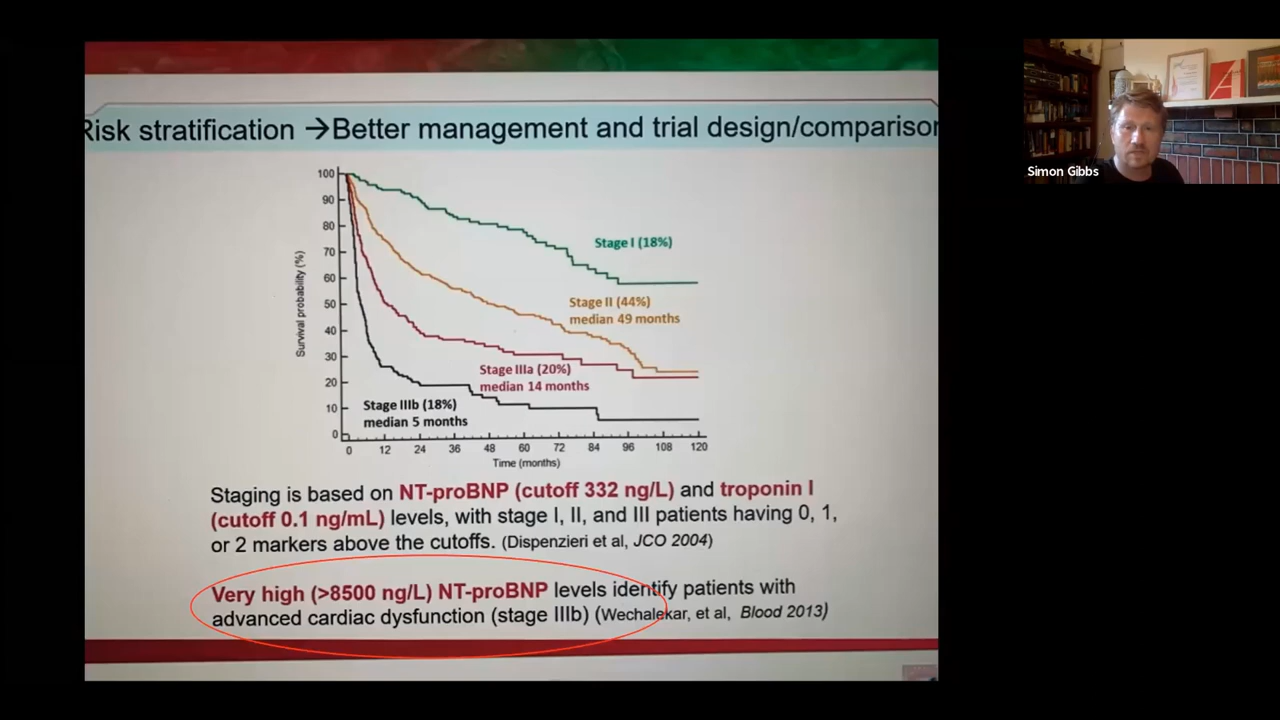 Risk stratification →Better management and trial design/comparison
100
90
80
70
60
50
40
30
20
10
0
Survival probability (%)
Stage I (18%)
Stage II (44%)
median 49 months
Stage IIIa (20%)
median 14 months
Stage IIIb (18%)
median 5 months
0 12 24 36 48 60 72 84 96 108 120
Time (months)
Staging is based on NT-proBNP (cutoff 332 ng/L) and troponin I
(cutoff 0.1 ng/mL) levels, with stage I, II, and III patients having 0, 1,
or 2 markers above the cutoffs. (Dispenzieri et al, JCO 2004)
Very high (>8500 ng/L) NT-proBNP levels identify patients with
advanced cardiac dysfunction (stage IIIb) (Wechalekar, et al, Blood 2013)
Simon Gibbs